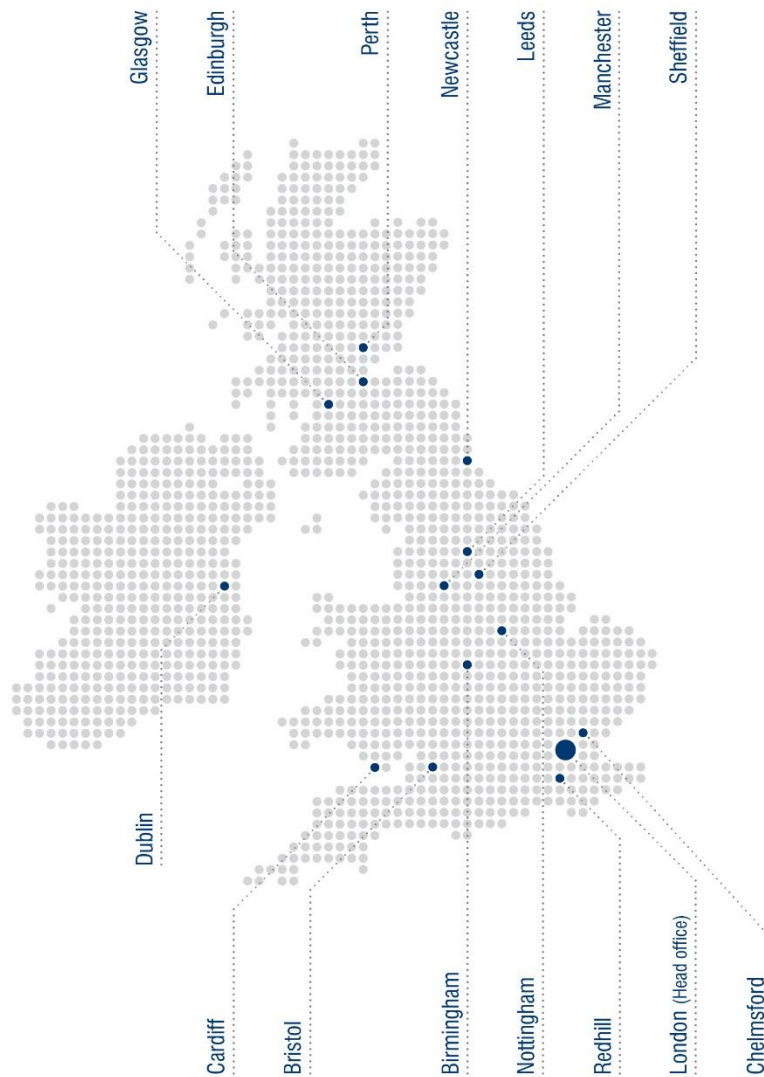 Glasgow
Edinburgh
Perth
Newcastle
Leeds
Manchester
Sheffield
Dublin
Cardiff
Bristol
Birmingham
Nottingham
Redhill
London (Head office)
Chelmsford